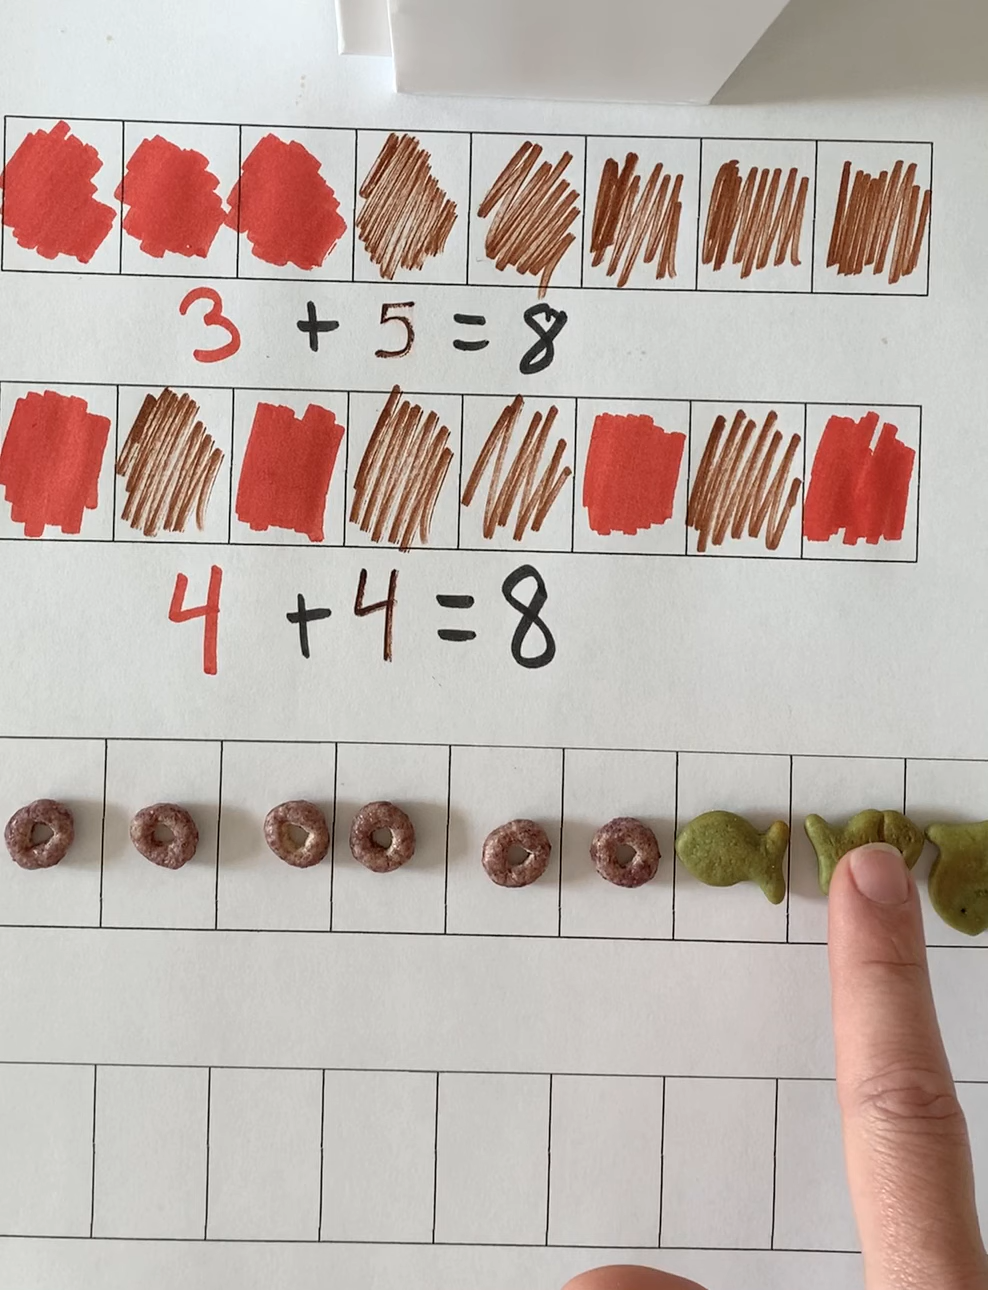 3 + 5 = 8
4 + 4 = 8